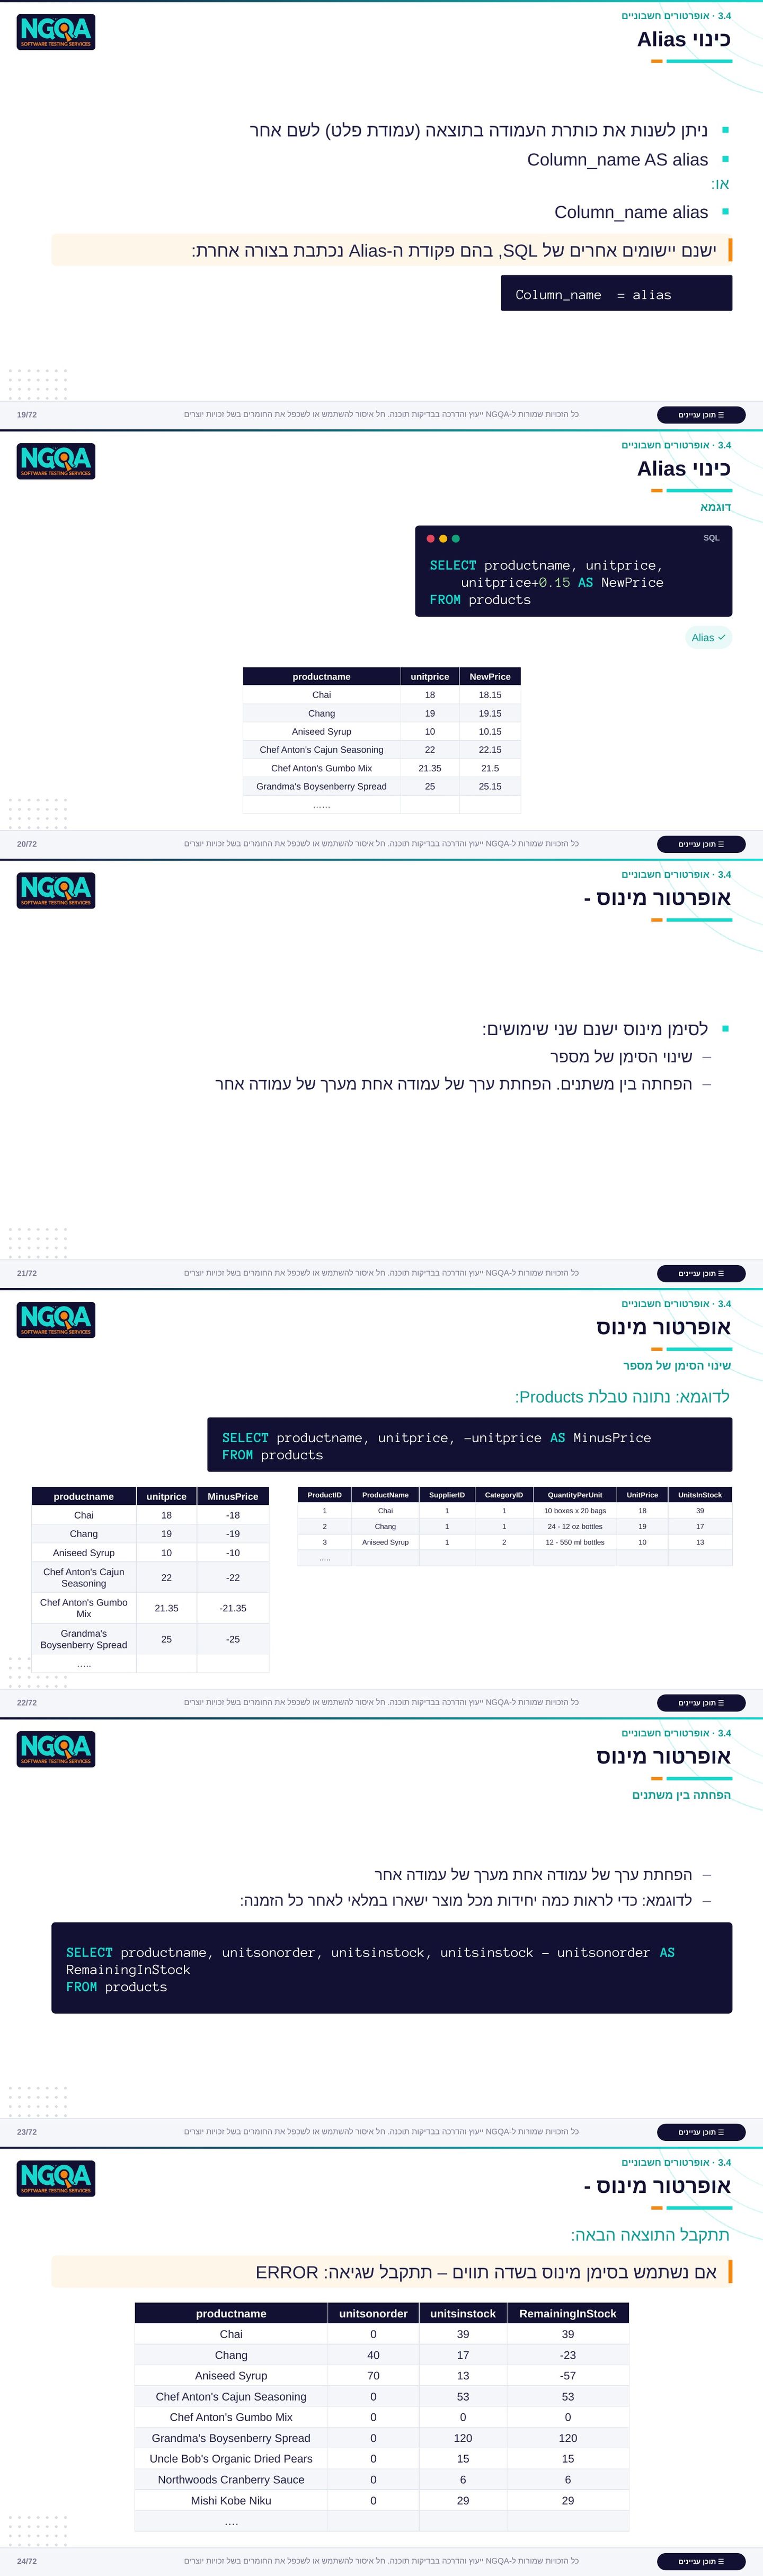 NGQA
SOFTWARE TESTING SERVICES
3.4 · אופרטורים חשבוניים
כינוי Alias
ניתן לשנות את כותרת העמודה בתוצאה (עמודת פלט) לשם אחר
Column_name AS alias
או:
Column_name alias
ישנם יישומים אחרים של SQL, בהם פקודת ה-Alias נכתבת בצורה אחרת:
Column_name  = alias
☰ תוכן עניינים
כל הזכויות שמורות ל-NGQA ייעוץ והדרכה בבדיקות תוכנה. חל איסור להשתמש או לשכפל את החומרים בשל זכויות יוצרים
19/72
NGQA
SOFTWARE TESTING SERVICES
3.4 · אופרטורים חשבוניים
כינוי Alias
דוגמא
SQL
SELECT productname, unitprice,
unitprice+0.15 AS NewPrice
FROM products
Alias ✓
productname unitprice NewPrice
Chai 18 18.15
Chang 19 19.15
Aniseed Syrup 10 10.15
Chef Anton's Cajun Seasoning 22 22.15
Chef Anton's Gumbo Mix 21.35 21.5
Grandma's Boysenberry Spread 25 25.15
……
☰ תוכן עניינים
כל הזכויות שמורות ל-NGQA ייעוץ והדרכה בבדיקות תוכנה. חל איסור להשתמש או לשכפל את החומרים בשל זכויות יוצרים
20/72
NGQA
SOFTWARE TESTING SERVICES
3.4 · אופרטורים חשבוניים
אופרטור מינוס -
לסימן מינוס ישנם שני שימושים:
– שינוי הסימן של מספר
– הפחתה בין משתנים. הפחתת ערך של עמודה אחת מערך של עמודה אחר
☰ תוכן עניינים
כל הזכויות שמורות ל-NGQA ייעוץ והדרכה בבדיקות תוכנה. חל איסור להשתמש או לשכפל את החומרים בשל זכויות יוצרים
21/72
NGQA
SOFTWARE TESTING SERVICES
3.4 · אופרטורים חשבוניים
אופרטור מינוס
שינוי הסימן של מספר
לדוגמא: נתונה טבלת Products:
SELECT productname, unitprice, -unitprice AS MinusPrice
FROM products
ProductID ProductName SupplierID CategoryID QuantityPerUnit UnitPrice UnitsInStock
1 Chai 1 1 10 boxes x 20 bags 18 39
2 Chang 1 1 24 - 12 oz bottles 19 17
3 Aniseed Syrup 1 2 12 - 550 ml bottles 10 13
…..
productname unitprice MinusPrice
Chai 18 -18
Chang 19 -19
Aniseed Syrup 10 -10
Chef Anton's Cajun
Seasoning 22 -22
Chef Anton's Gumbo
Mix 21.35 -21.35
Grandma's
Boysenberry Spread 25 -25
…..
☰ תוכן עניינים
כל הזכויות שמורות ל-NGQA ייעוץ והדרכה בבדיקות תוכנה. חל איסור להשתמש או לשכפל את החומרים בשל זכויות יוצרים
22/72
NGQA
SOFTWARE TESTING SERVICES
3.4 · אופרטורים חשבוניים
אופרטור מינוס
הפחתה בין משתנים
– הפחתת ערך של עמודה אחת מערך של עמודה אחר
– לדוגמא: כדי לראות כמה יחידות מכל מוצר ישארו במלאי לאחר כל הזמנה:
SELECT productname, unitsonorder, unitsinstock, unitsinstock - unitsonorder AS
RemainingInStock
FROM products
☰ תוכן עניינים
כל הזכויות שמורות ל-NGQA ייעוץ והדרכה בבדיקות תוכנה. חל איסור להשתמש או לשכפל את החומרים בשל זכויות יוצרים
23/72
NGQA
SOFTWARE TESTING SERVICES
3.4 · אופרטורים חשבוניים
אופרטור מינוס -
תתקבל התוצאה הבאה:
אם נשתמש בסימן מינוס בשדה תווים – תתקבל שגיאה: ERROR
productname unitsonorder unitsinstock RemainingInStock
Chai 0 39 39
Chang 40 17 -23
Aniseed Syrup 70 13 -57
Chef Anton's Cajun Seasoning 0 53 53
Chef Anton's Gumbo Mix 0 0 0
Grandma's Boysenberry Spread 0 120 120
Uncle Bob's Organic Dried Pears 0 15 15
Northwoods Cranberry Sauce 0 6 6
Mishi Kobe Niku 0 29 29
….
☰ תוכן עניינים
כל הזכויות שמורות ל-NGQA ייעוץ והדרכה בבדיקות תוכנה. חל איסור להשתמש או לשכפל את החומרים בשל זכויות יוצרים
24/72